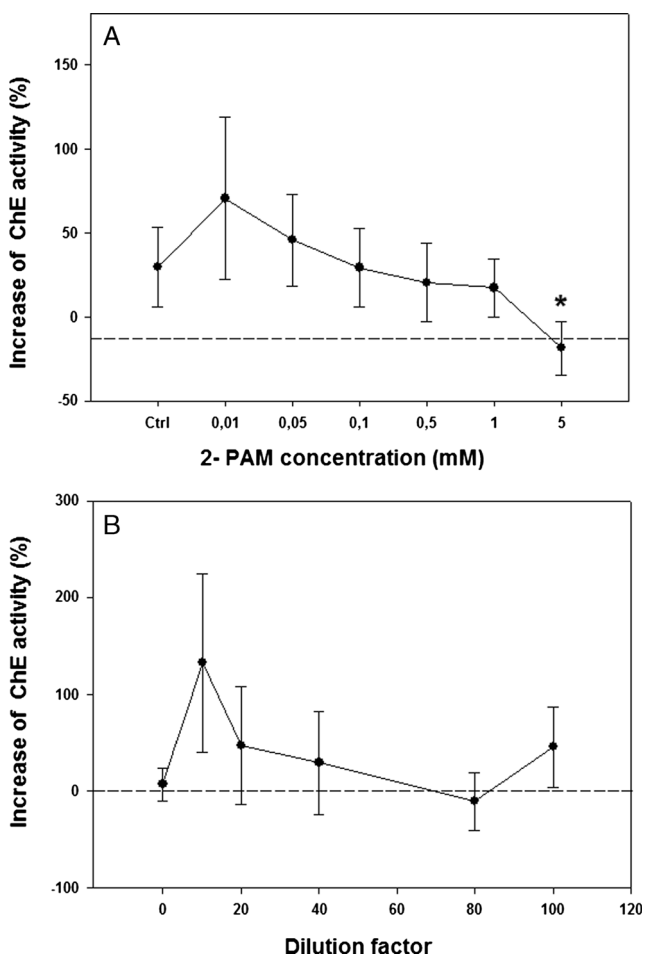 A
Increase of ChE activity (%)
150
100
50
0
-50
Ctrl 0,01 0,05 0,1 0,5 1 5
*
2- PAM concentration (mM)
B
Increase of ChE activity (%)
300
200
100
0
-100
0 20 40 60 80 100 120
Dilution factor